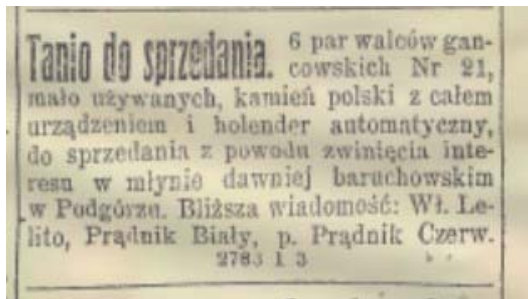 Tanio do sprzedania. 6 par walców gan-
cowskich Nr 21,
mało używanych, kamień polski z całem
urządzeniem i holender automatyczny,
do sprzedania z powodu zwinięcia inte-
resu w młynie dawniej baruchowskim
w Podgórze. Bliższa wiadomość: Wł. Le-
lito, Prądnik Biały, p. Prądnik Czerw.
2783 1 3